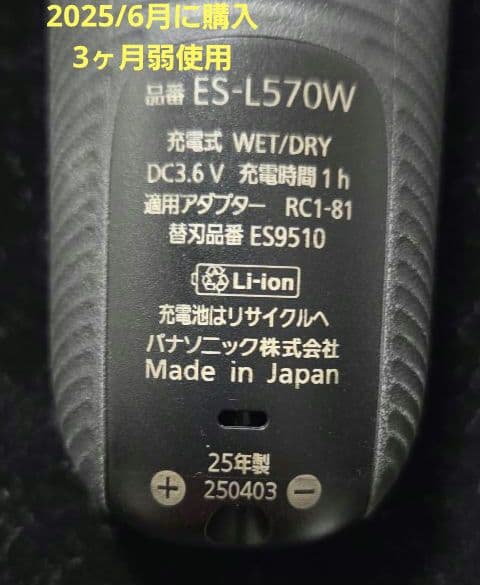 2025/6月に購入
3ヶ月弱使用
品番 ES-L570W
充電式 WET/DRY
DC3.6V 充電時間1h
適用アダプター RC1-81
替刃品番 ES9510
Li-ion
充電池はリサイクルへ
パナソニック株式会社
Made in Japan
25年製
+ 250403 -